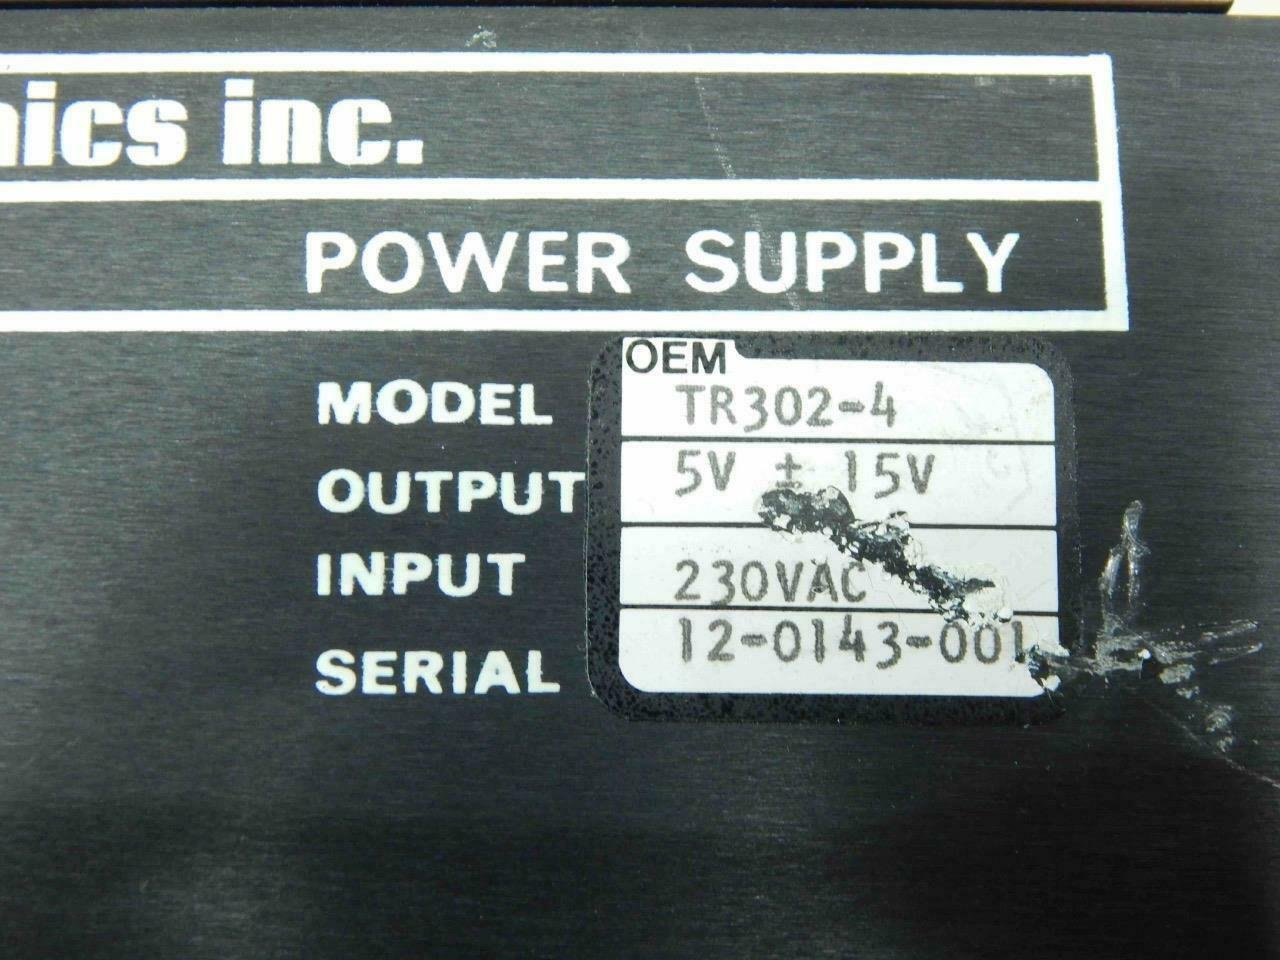 nics inc.
POWER SUPPLY
OEM
MODEL TR302-4
OUTPUT 5V ± 15V
INPUT 230VAC
SERIAL 12-0143-001